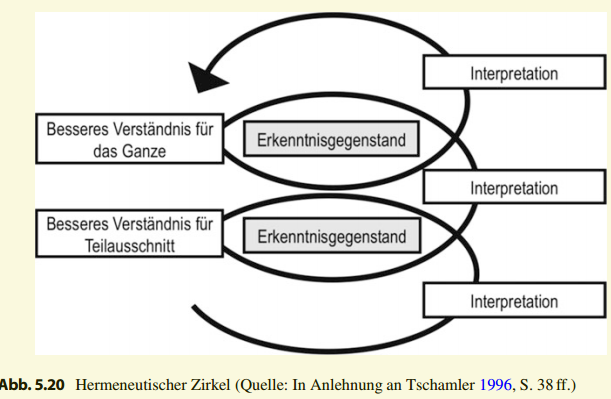 Interpretation
Besseres Verständnis für
das Ganze
Erkenntnisgegenstand
Interpretation
Besseres Verständnis für
Teilausschnitt
Erkenntnisgegenstand
Interpretation
Abb. 5.20 Hermeneutischer Zirkel (Quelle: In Anlehnung an Tschamler 1996, S. 38 ff.)